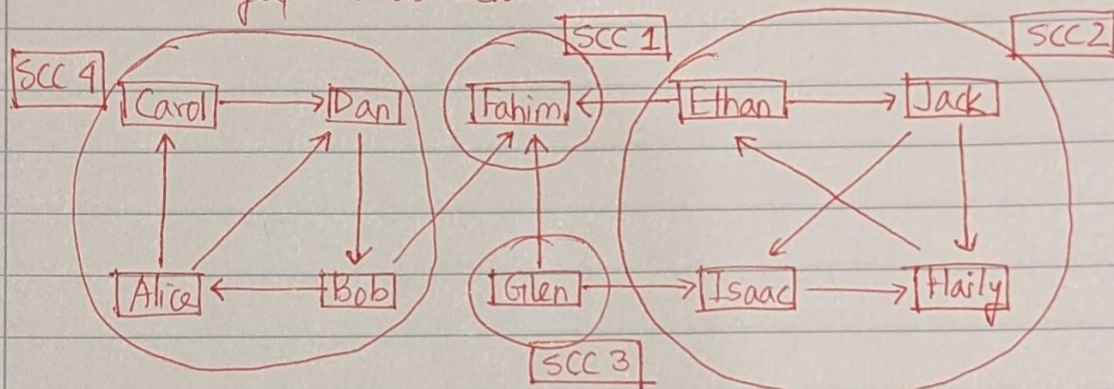 SCC 1
SCC 2
SCC 4
Carol
Dan
Fahim
Ethan
Jack
Alice
Bob
Glen
Isaac
Haily
SCC 3